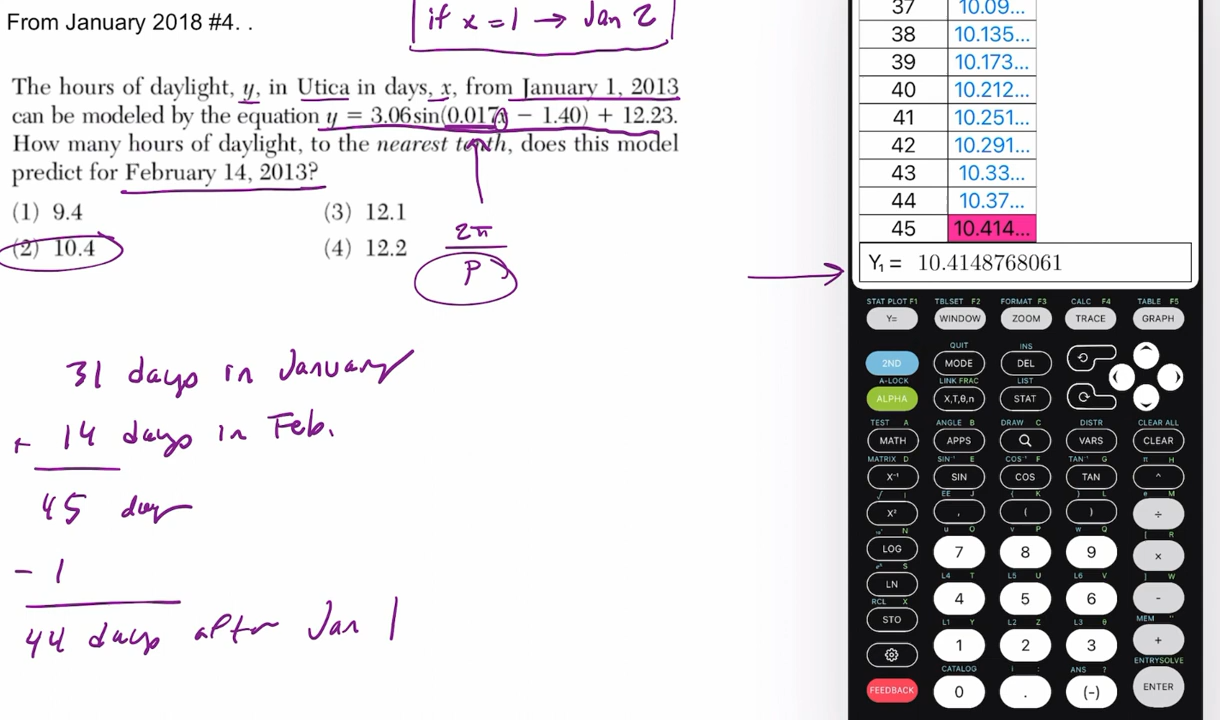 From January 2018 #4. .
if x = 1 → Jan 2
The hours of daylight, y, in Utica in days, x, from January 1, 2013
can be modeled by the equation y = 3.06sin(0.017x − 1.40) + 12.23.
How many hours of daylight, to the nearest tenth, does this model
predict for February 14, 2013?
(1) 9.4 (3) 12.1
(2) 10.4 (4) 12.2
2π
P
31 days in January
+ 14 days in Feb.
45 days
- 1
44 days after Jan 1
37 10.09...
38 10.135...
39 10.173...
40 10.212...
41 10.251...
42 10.291...
43 10.33...
44 10.37...
45 10.414...
Y₁ = 10.4148768061
STAT PLOT F1 TBLSET F2 FORMAT F3 CALC F4 TABLE F5
Y= WINDOW ZOOM TRACE GRAPH
QUIT INS
2ND MODE DEL
A-LOCK LINK FRAC LIST
ALPHA X,T,θ,n STAT
TEST A ANGLE B DRAW C DISTR CLEAR ALL
MATH APPS VARS CLEAR
MATRIX D SIN⁻¹ E COS⁻¹ F TAN⁻¹ G π H
X⁻¹ SIN COS TAN ^
√ I EE J { K } L e M
X² , ( ) ÷
10ˣ N u O v P w Q [ R
LOG 7 8 9 ×
eˣ S L4 T L5 U L6 V ] W
LN 4 5 6 -
RCL X L1 Y L2 Z L3 θ MEM "
STO 1 2 3 +
CATALOG i : ANS ? ENTRYSOLVE
FEEDBACK 0 . (-) ENTER